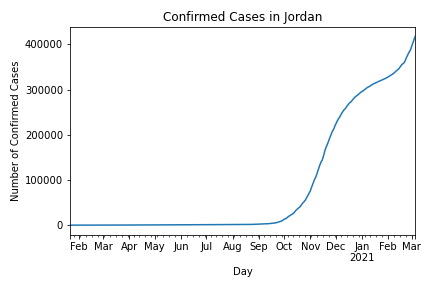 Confirmed Cases in Jordan
Number of Confirmed Cases
400000
300000
200000
100000
0
Feb Mar Apr May Jun Jul Aug Sep Oct Nov Dec Jan Feb Mar
2021
Day